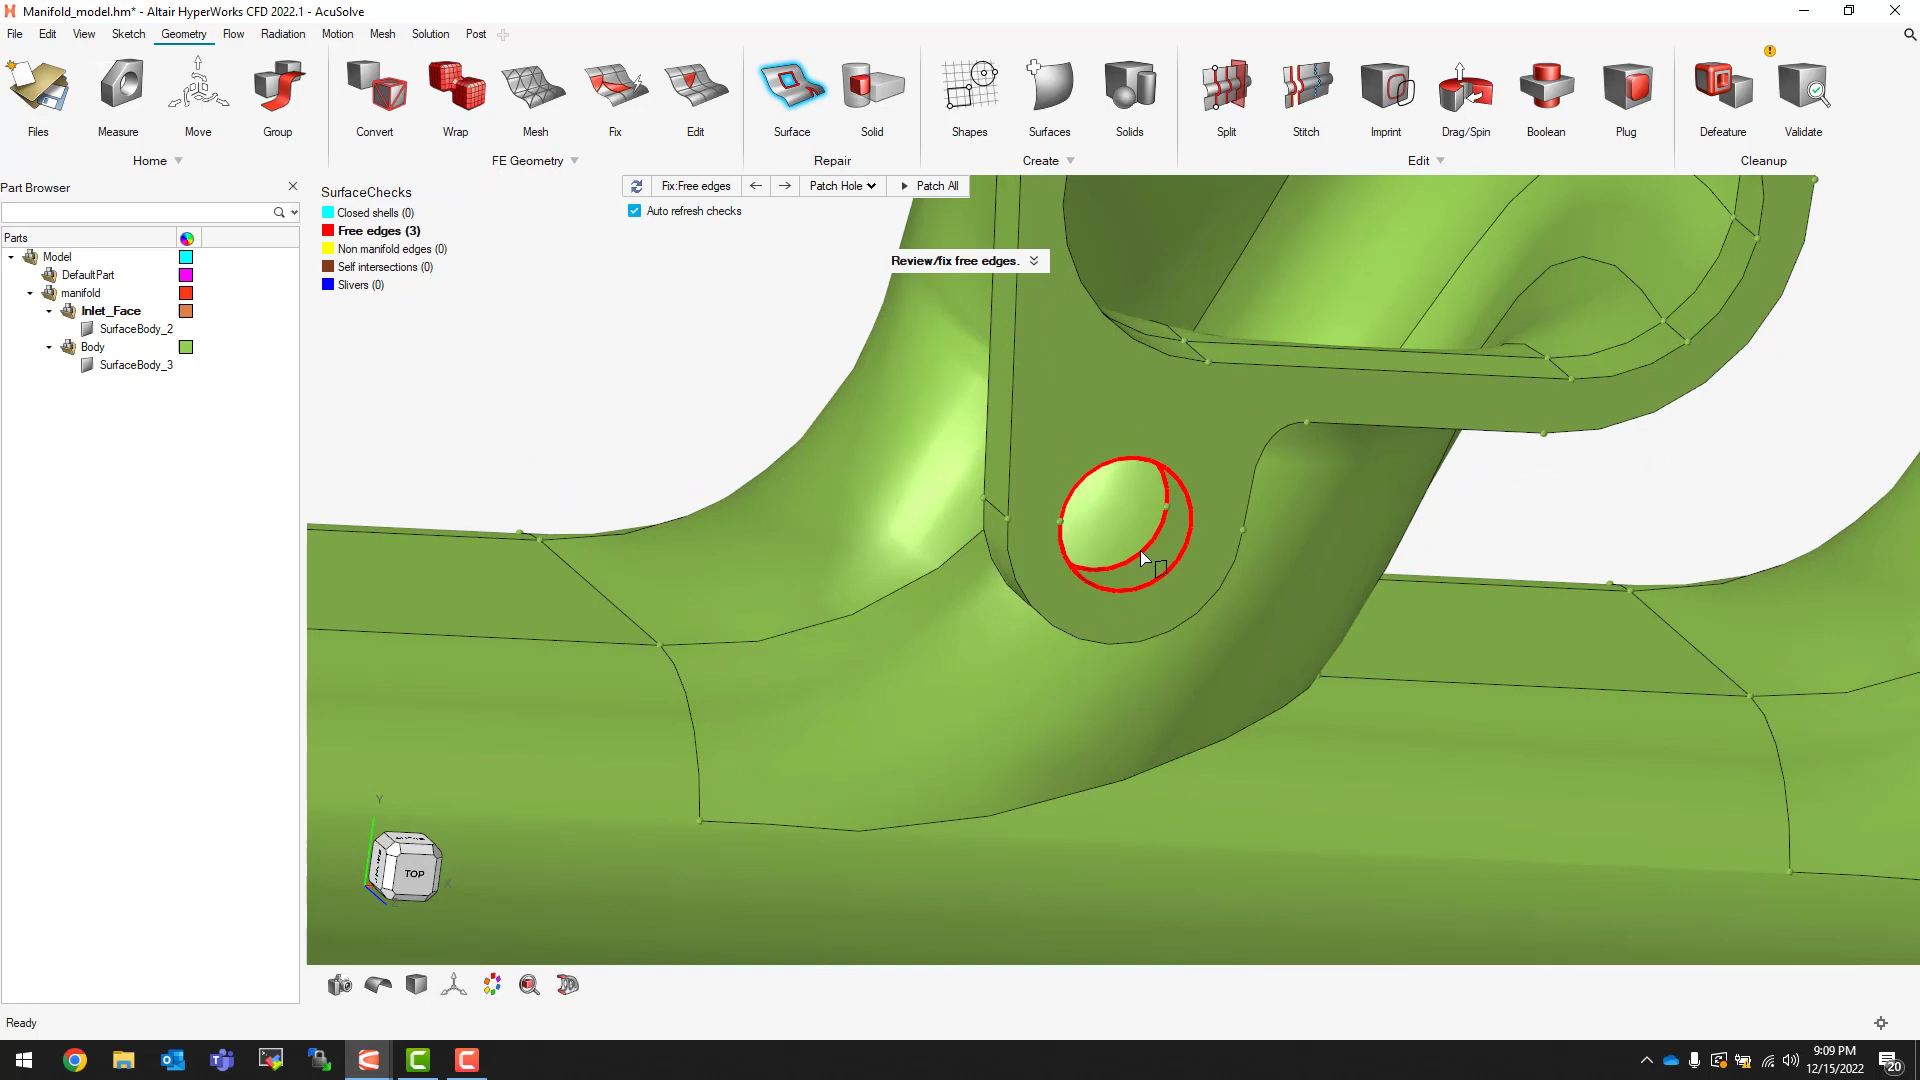 Manifold_model.hm* - Altair HyperWorks CFD 2022.1 - AcuSolve
File Edit View Sketch Geometry Flow Radiation Motion Mesh Solution Post
Files Measure Move Group Convert Wrap Mesh Fix Edit Surface Solid Shapes Surfaces Solids Split Stitch Imprint Drag/Spin Boolean Plug Defeature Validate
Home FE Geometry Repair Create Edit Cleanup
Part Browser
Parts
Model
DefaultPart
manifold
Inlet_Face
SurfaceBody_2
Body
SurfaceBody_3
SurfaceChecks
Closed shells (0)
Free edges (3)
Non manifold edges (0)
Self intersections (0)
Slivers (0)
Fix:Free edges Patch Hole Patch All
Auto refresh checks
Review/fix free edges.
Y
X
TOP
Ready
9:09 PM
12/15/2022
20